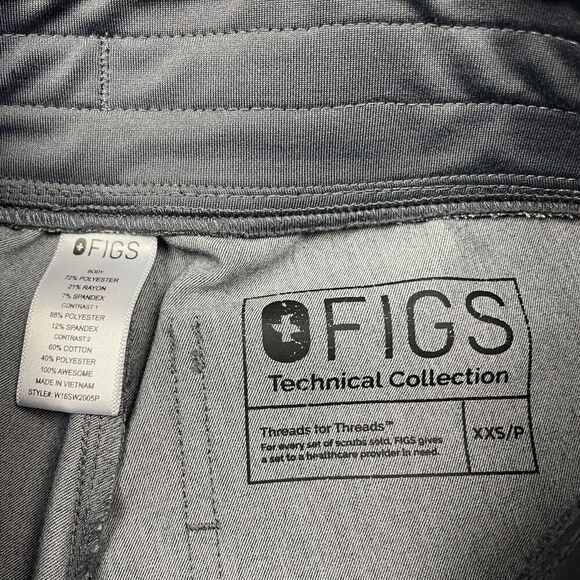 FIGS
BODY
72% POLYESTER
21% RAYON
7% SPANDEX
CONTRAST 1
88% POLYESTER
12% SPANDEX
CONTRAST 2
60% COTTON
40% POLYESTER
100% AWESOME
MADE IN VIETNAM
STYLE#: W16SW2005P
FIGS
Technical Collection
Threads for Threads™
For every set of scrubs sold, FIGS gives
a set to a healthcare provider in need.
XXS/P